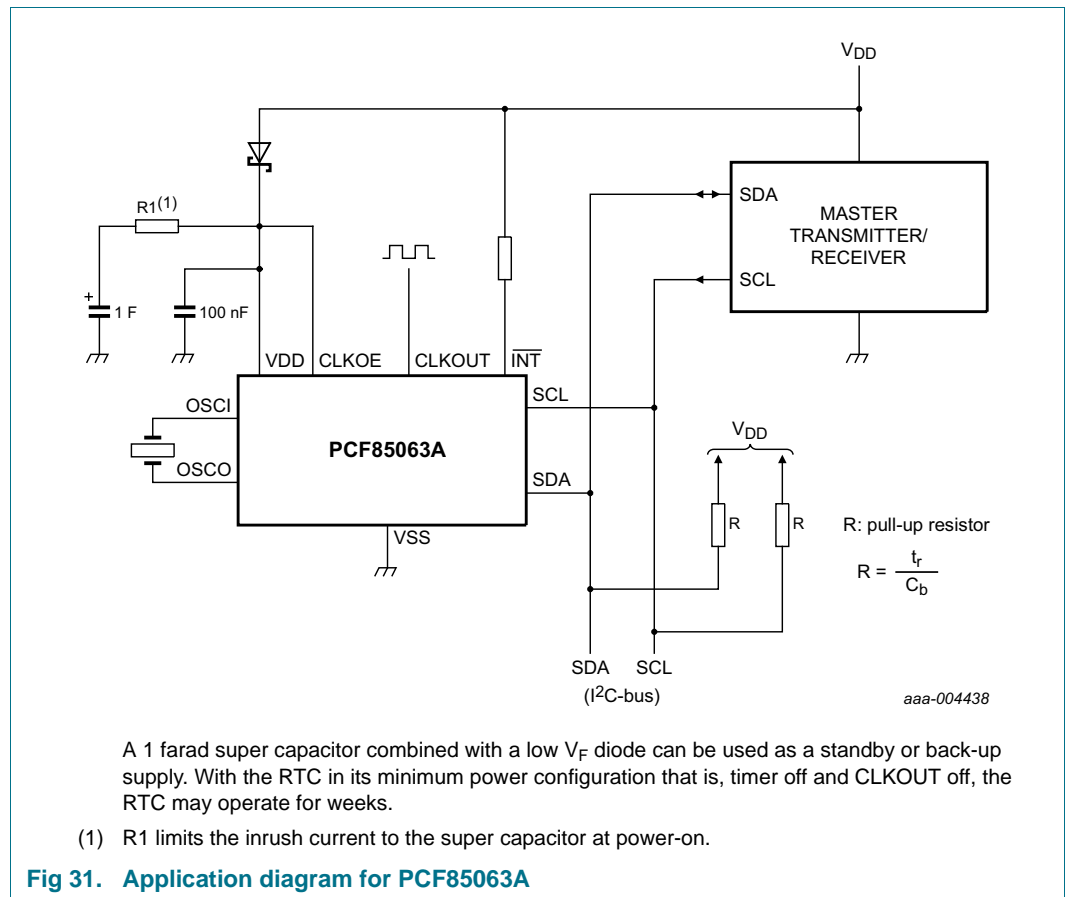 VDD
R1(1)
+
1 F
100 nF
VDD
CLKOE
CLKOUT
INT
SDA
MASTER
TRANSMITTER/
RECEIVER
SCL
OSCI
OSCO
PCF85063A
SCL
SDA
VSS
VDD
R
R
R: pull-up resistor
R = tr / Cb
SDA SCL
(I²C-bus)
aaa-004438
A 1 farad super capacitor combined with a low VF diode can be used as a standby or back-up
supply. With the RTC in its minimum power configuration that is, timer off and CLKOUT off, the
RTC may operate for weeks.
(1) R1 limits the inrush current to the super capacitor at power-on.
Fig 31. Application diagram for PCF85063A